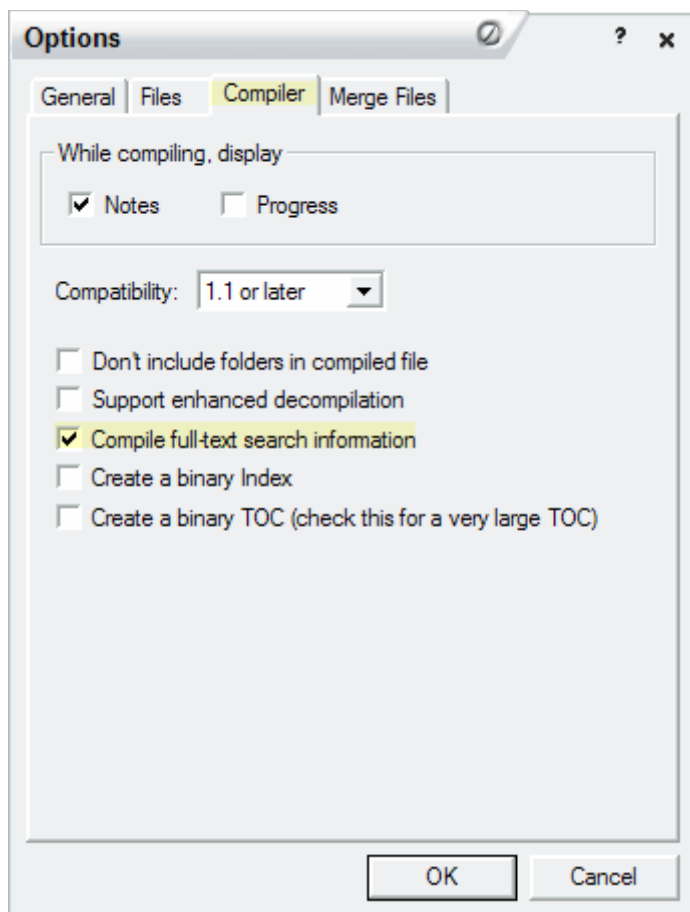 Options ? ×
General Files Compiler Merge Files
While compiling, display
Notes Progress
Compatibility: 1.1 or later
Don't include folders in compiled file
Support enhanced decompilation
Compile full-text search information
Create a binary Index
Create a binary TOC (check this for a very large TOC)
OK Cancel